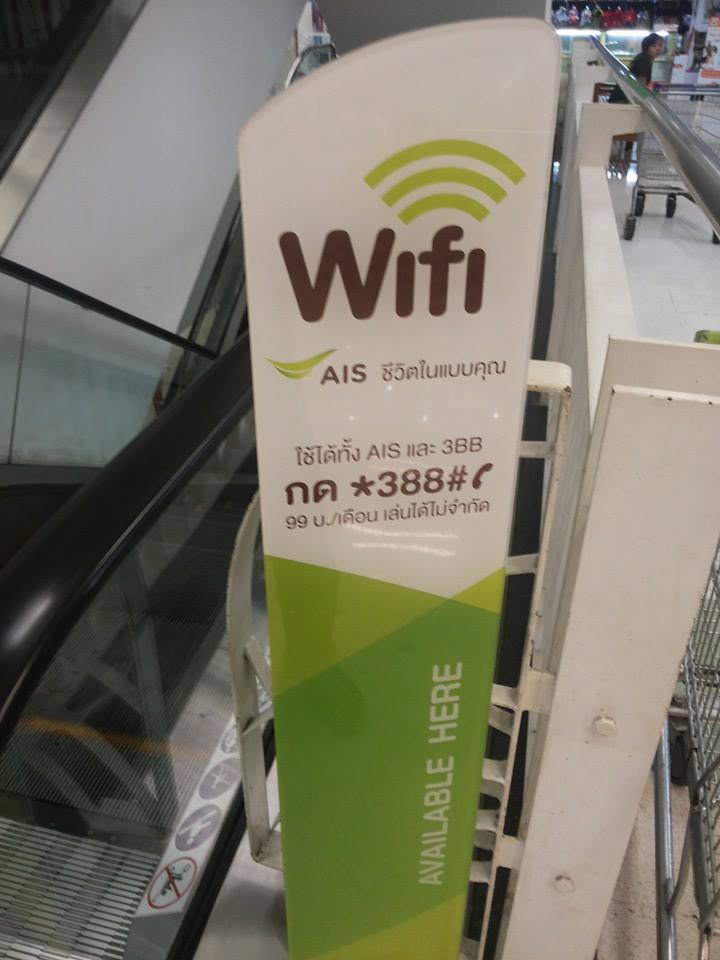 Wifi
AIS ชีวิตในแบบคุณ
ใช้ได้ทั้ง AIS และ 3BB
กด *388#
99 บ./เดือน เล่นได้ไม่จำกัด
AVAILABLE HERE